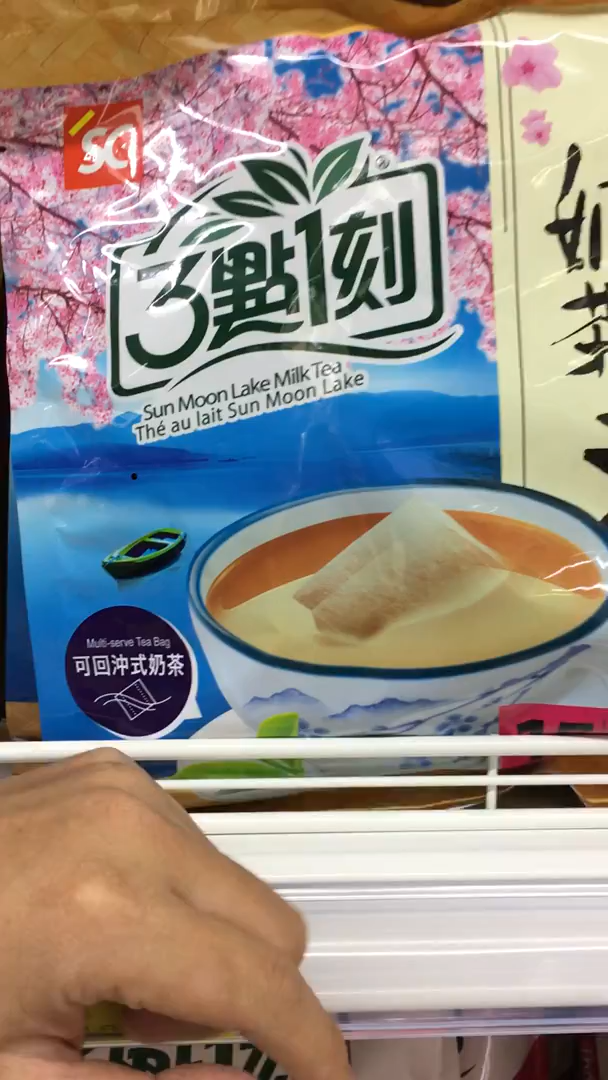 SQ
3點1刻
®
Sun Moon Lake Milk Tea
Thé au lait Sun Moon Lake
Multi-serve Tea Bag
可回沖式奶茶